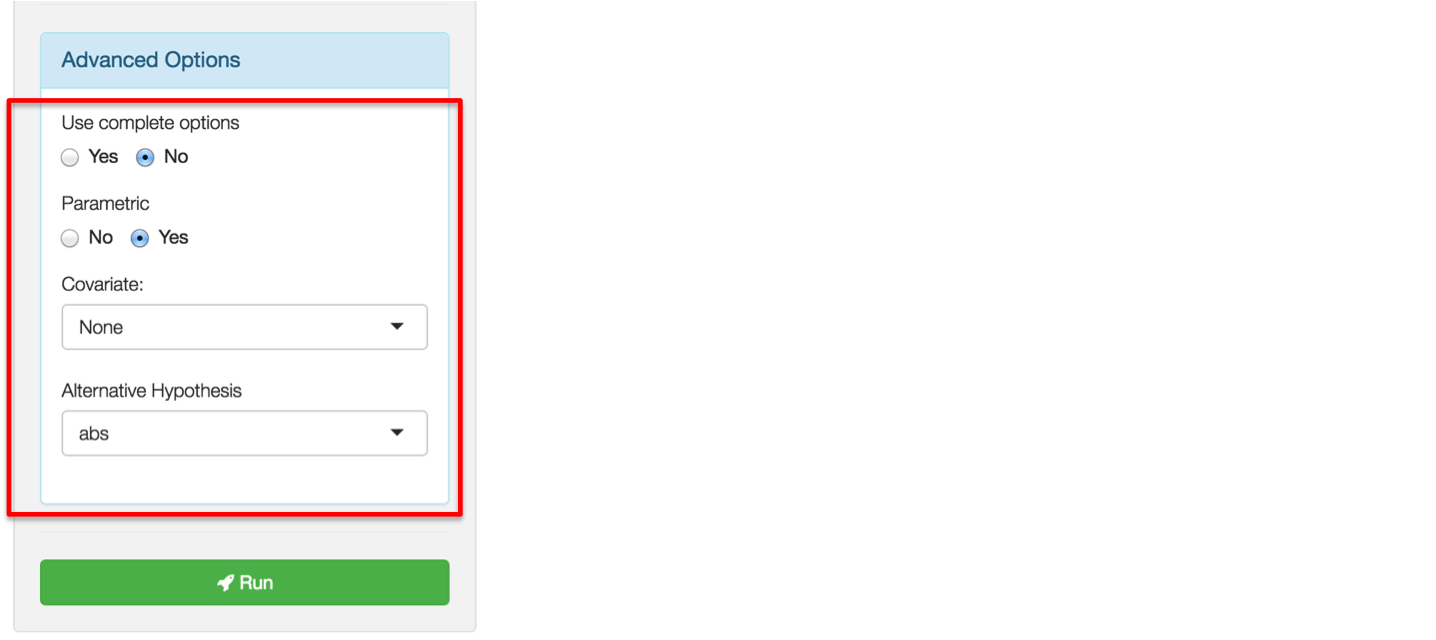 Advanced Options
Use complete options
Yes No
Parametric
No Yes
Covariate:
None
Alternative Hypothesis
abs
Run